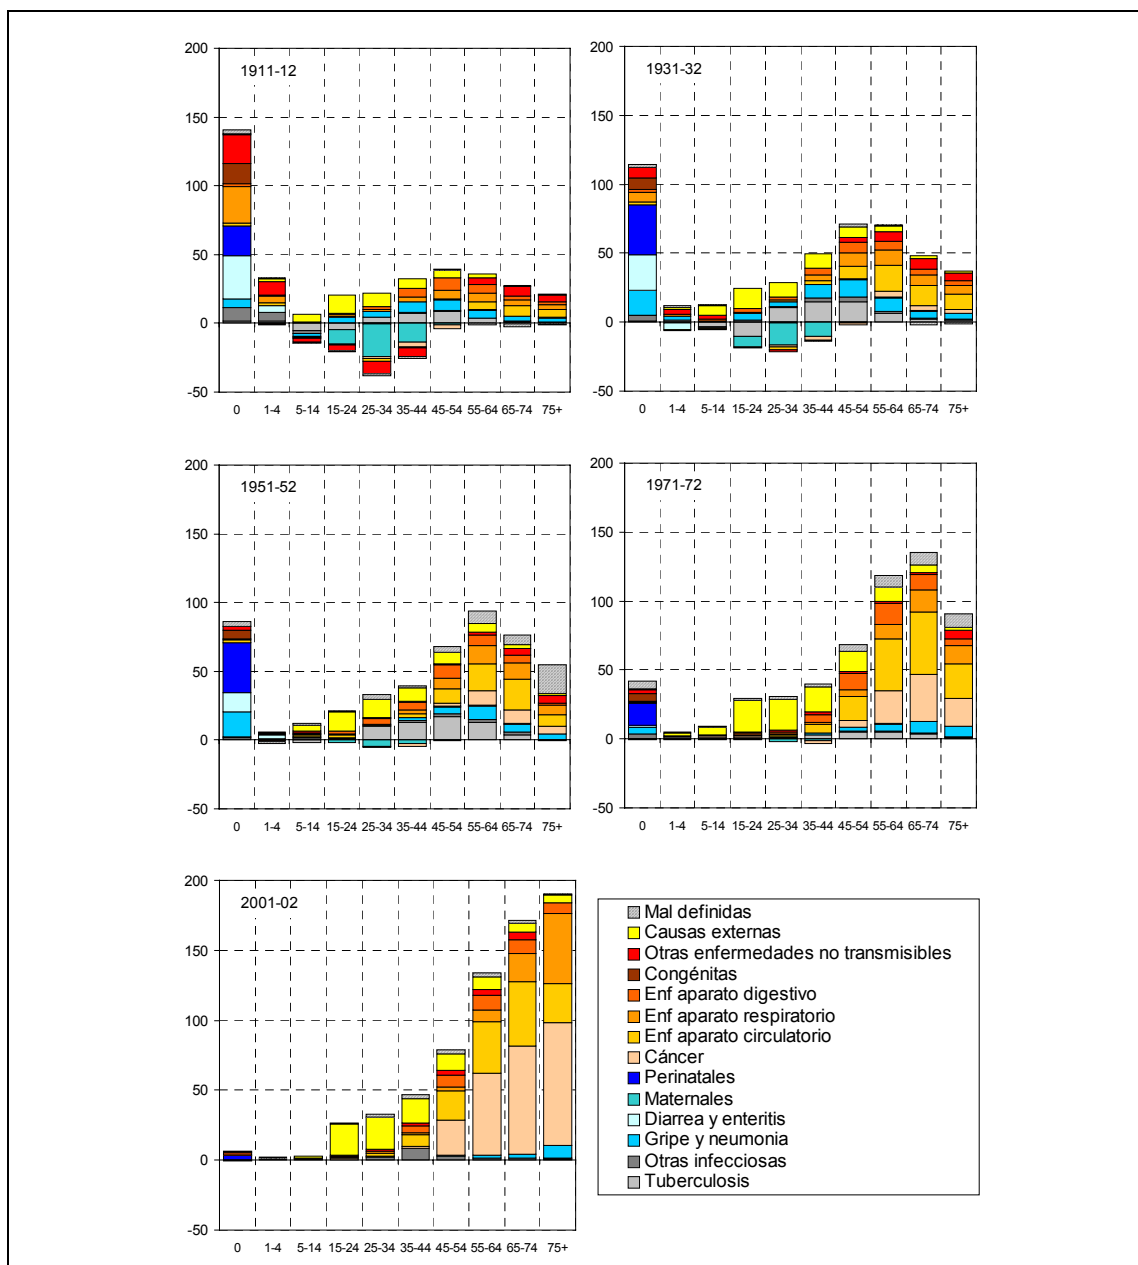 200
150
100
50
0
-50
1911-12
0 1-4 5-14 15-24 25-34 35-44 45-54 55-64 65-74 75+
200
150
100
50
0
-50
1931-32
0 1-4 5-14 15-24 25-34 35-44 45-54 55-64 65-74 75+
200
150
100
50
0
-50
1951-52
0 1-4 5-14 15-24 25-34 35-44 45-54 55-64 65-74 75+
200
150
100
50
0
-50
1971-72
0 1-4 5-14 15-24 25-34 35-44 45-54 55-64 65-74 75+
200
150
100
50
0
-50
2001-02
0 1-4 5-14 15-24 25-34 35-44 45-54 55-64 65-74 75+
Mal definidas
Causas externas
Otras enfermedades no transmisibles
Congénitas
Enf aparato digestivo
Enf aparato respiratorio
Enf aparato circulatorio
Cáncer
Perinatales
Maternales
Diarrea y enteritis
Gripe y neumonia
Otras infecciosas
Tuberculosis